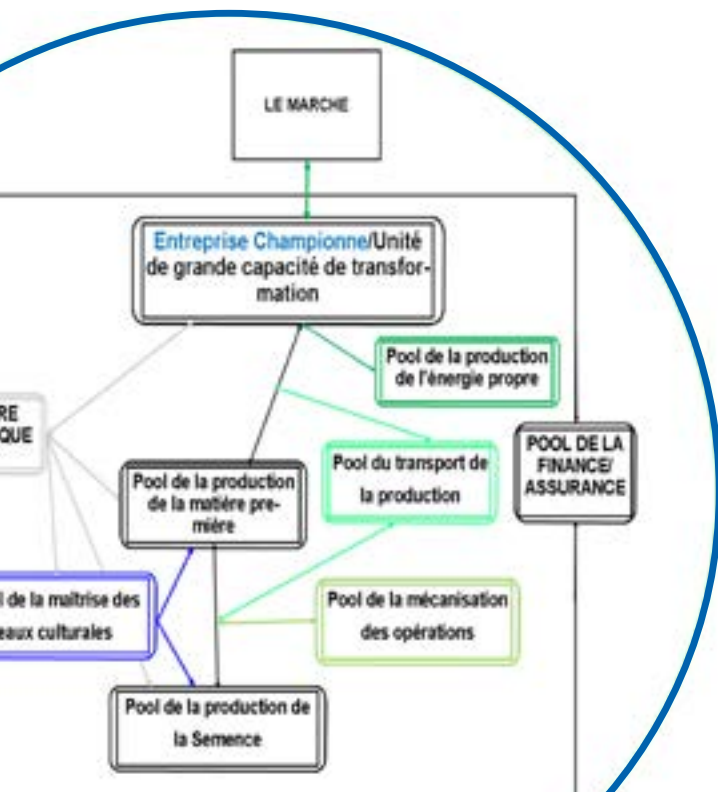 LE MARCHE
Entreprise Championne/Unité
de grande capacité de transfor-
mation
Pool de la production
de l'énergie propre
RE
QUE
POOL DE LA
FINANCE/
ASSURANCE
Pool du transport de
la production
Pool de la production
de la matière pre-
mière
l de la maîtrise des
eaux culturales
Pool de la mécanisation
des opérations
Pool de la production de
la Semence